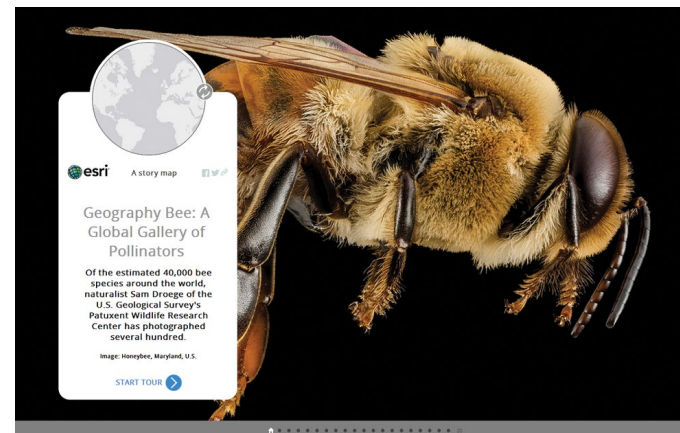 esri
A story map
Geography Bee: A
Global Gallery of
Pollinators
Of the estimated 40,000 bee
species around the world,
naturalist Sam Droege of the
U.S. Geological Survey's
Patuxent Wildlife Research
Center has photographed
several hundred.
Image: Honeybee, Maryland, U.S.
START TOUR